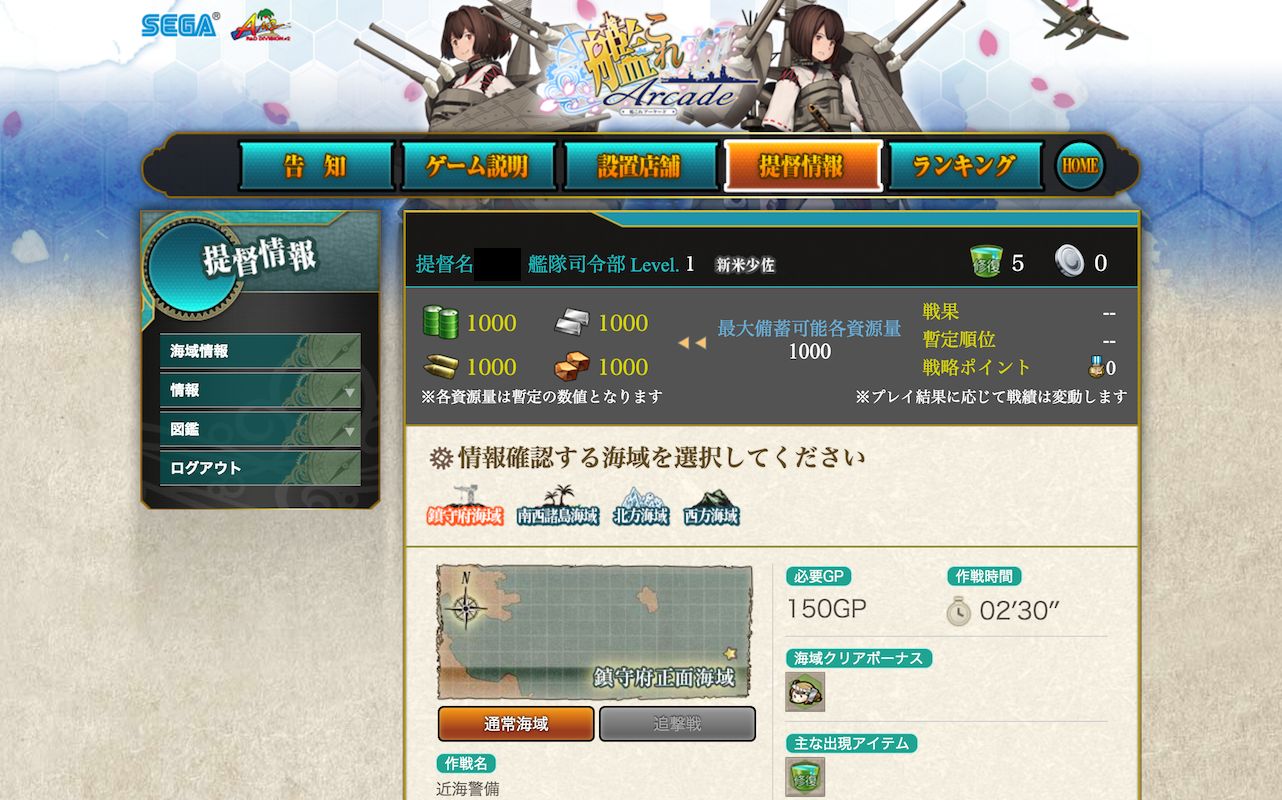 SEGA®
R&D DIVISION #2
艦これ
Arcade
告 知
ゲーム説明
設置店舗
提督情報
ランキング
HOME
提督情報
海域情報
情報
図鑑
ログアウト
提督名 艦隊司令部 Level. 1 新米少佐
修復 5 0
1000 1000
1000 1000
最大備蓄可能各資源量
1000
戦果 --
暫定順位 --
戦略ポイント 0
※各資源量は暫定の数値となります
※プレイ結果に応じて戦績は変動します
情報確認する海域を選択してください
鎮守府海域 南西諸島海域 北方海域 西方海域
N
鎮守府正面海域
通常海域 追撃戦
作戦名
近海警備
必要GP
150GP
作戦時間
02’30”
海域クリアボーナス
主な出現アイテム
修復